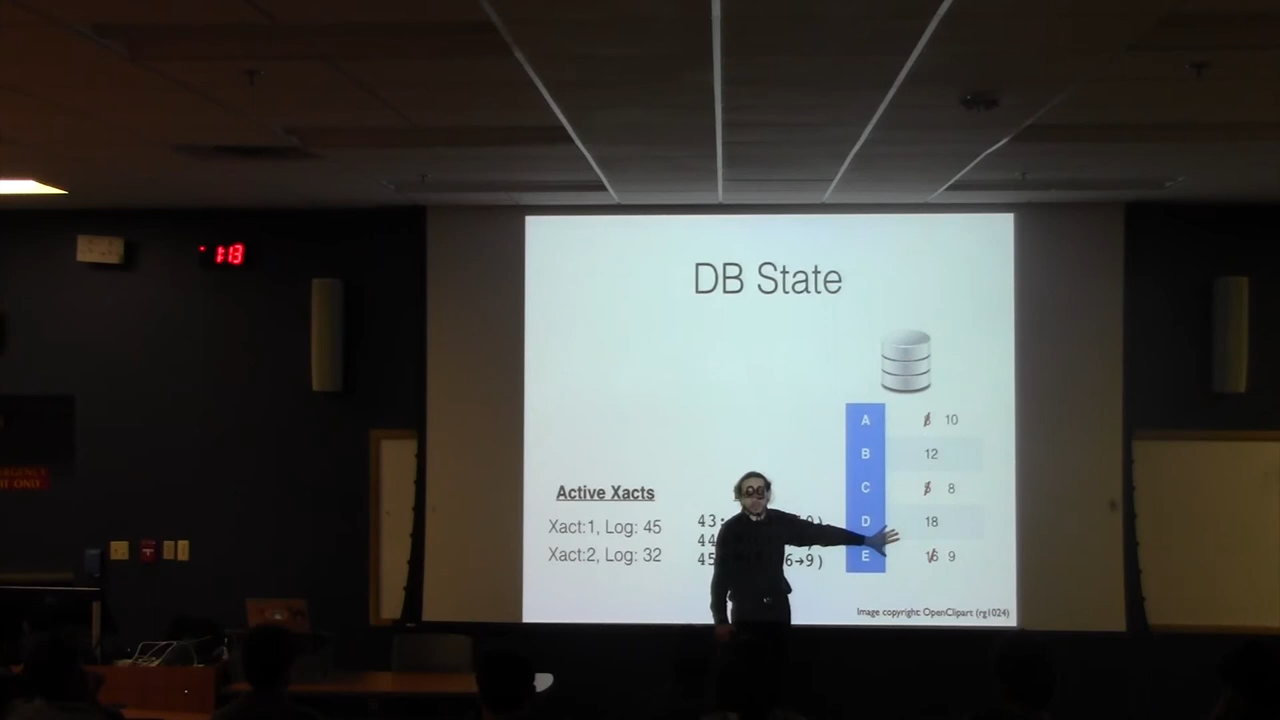 1:13
DB State
A 8 10
B 12
C 5 8
D 18
E 16 9
Active Xacts
Xact:1, Log: 45
Xact:2, Log: 32
43:
44
45 6→9)
Image copyright: OpenClipart (rg1024)